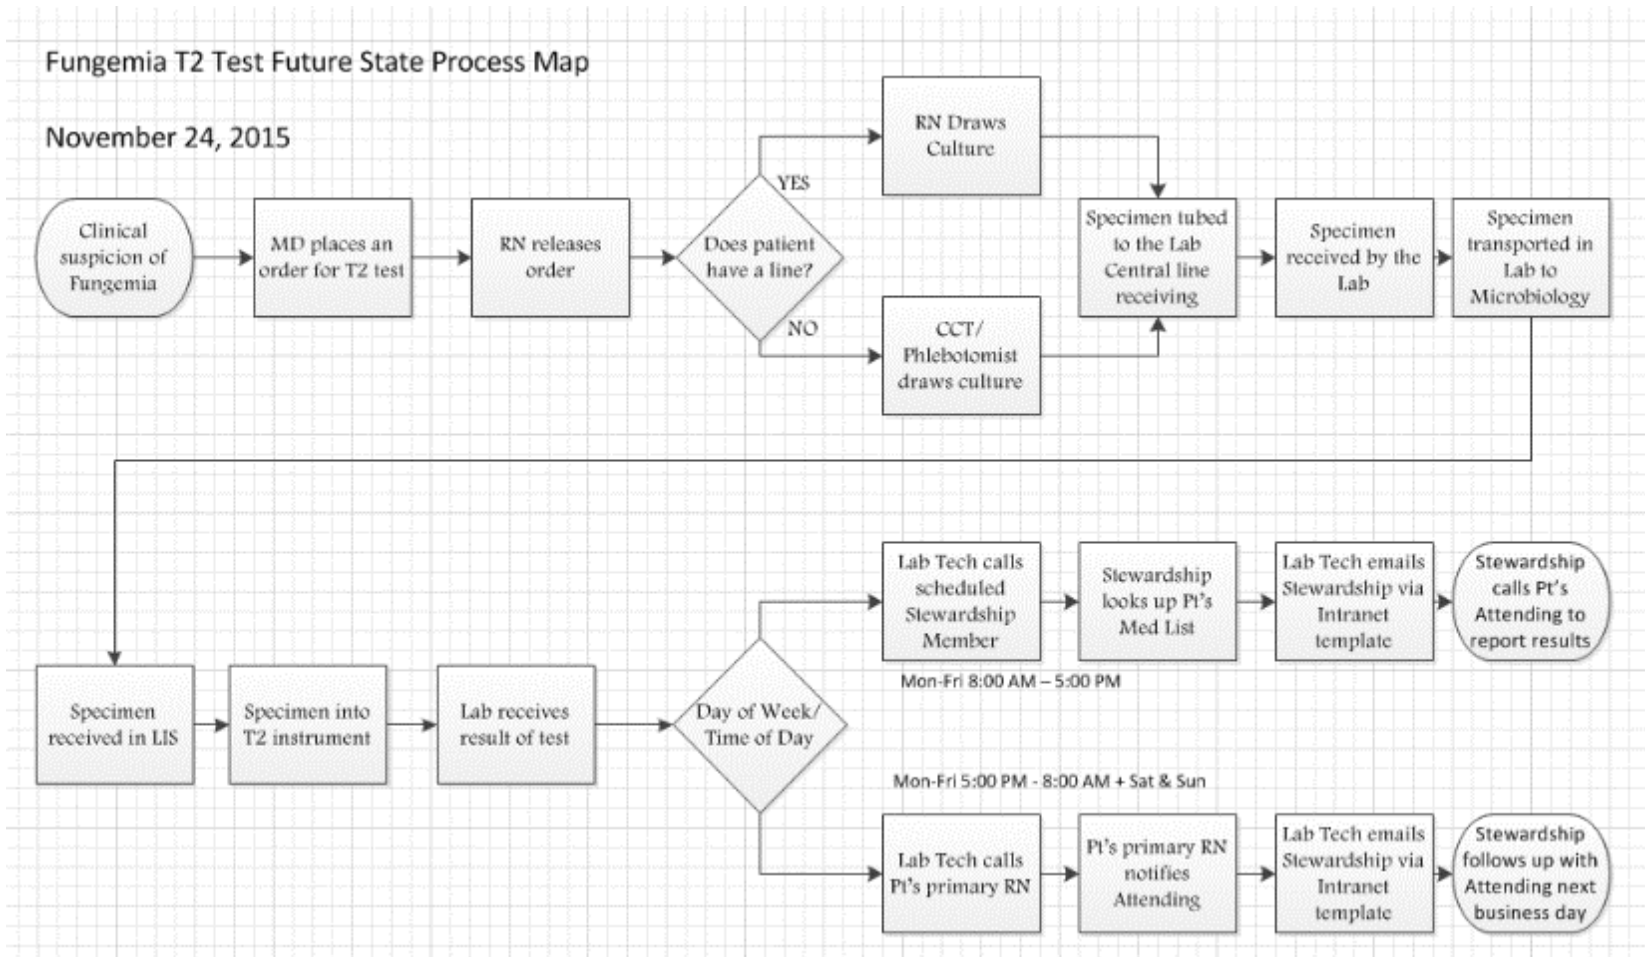 Fungemia T2 Test Future State Process Map
November 24, 2015
Clinical
suspicion of
Fungemia
MD places an
order for T2 test
RN releases
order
Does patient
have a line?
YES
RN Draws
Culture
NO
CCT/
Phlebotomist
draws culture
Specimen tubed
to the Lab
Central line
receiving
Specimen
received by the
Lab
Specimen
transported in
Lab to
Microbiology
Specimen
received in LIS
Specimen into
T2 instrument
Lab receives
result of test
Day of Week/
Time of Day
Lab Tech calls
scheduled
Stewardship
Member
Mon-Fri 8:00 AM – 5:00 PM
Stewardship
looks up Pt's
Med List
Lab Tech emails
Stewardship via
Intranet
template
Stewardship
calls Pt's
Attending to
report results
Mon-Fri 5:00 PM - 8:00 AM + Sat & Sun
Lab Tech calls
Pt's primary RN
Pt's primary RN
notifies
Attending
Lab Tech emails
Stewardship via
Intranet
template
Stewardship
follows up with
Attending next
business day